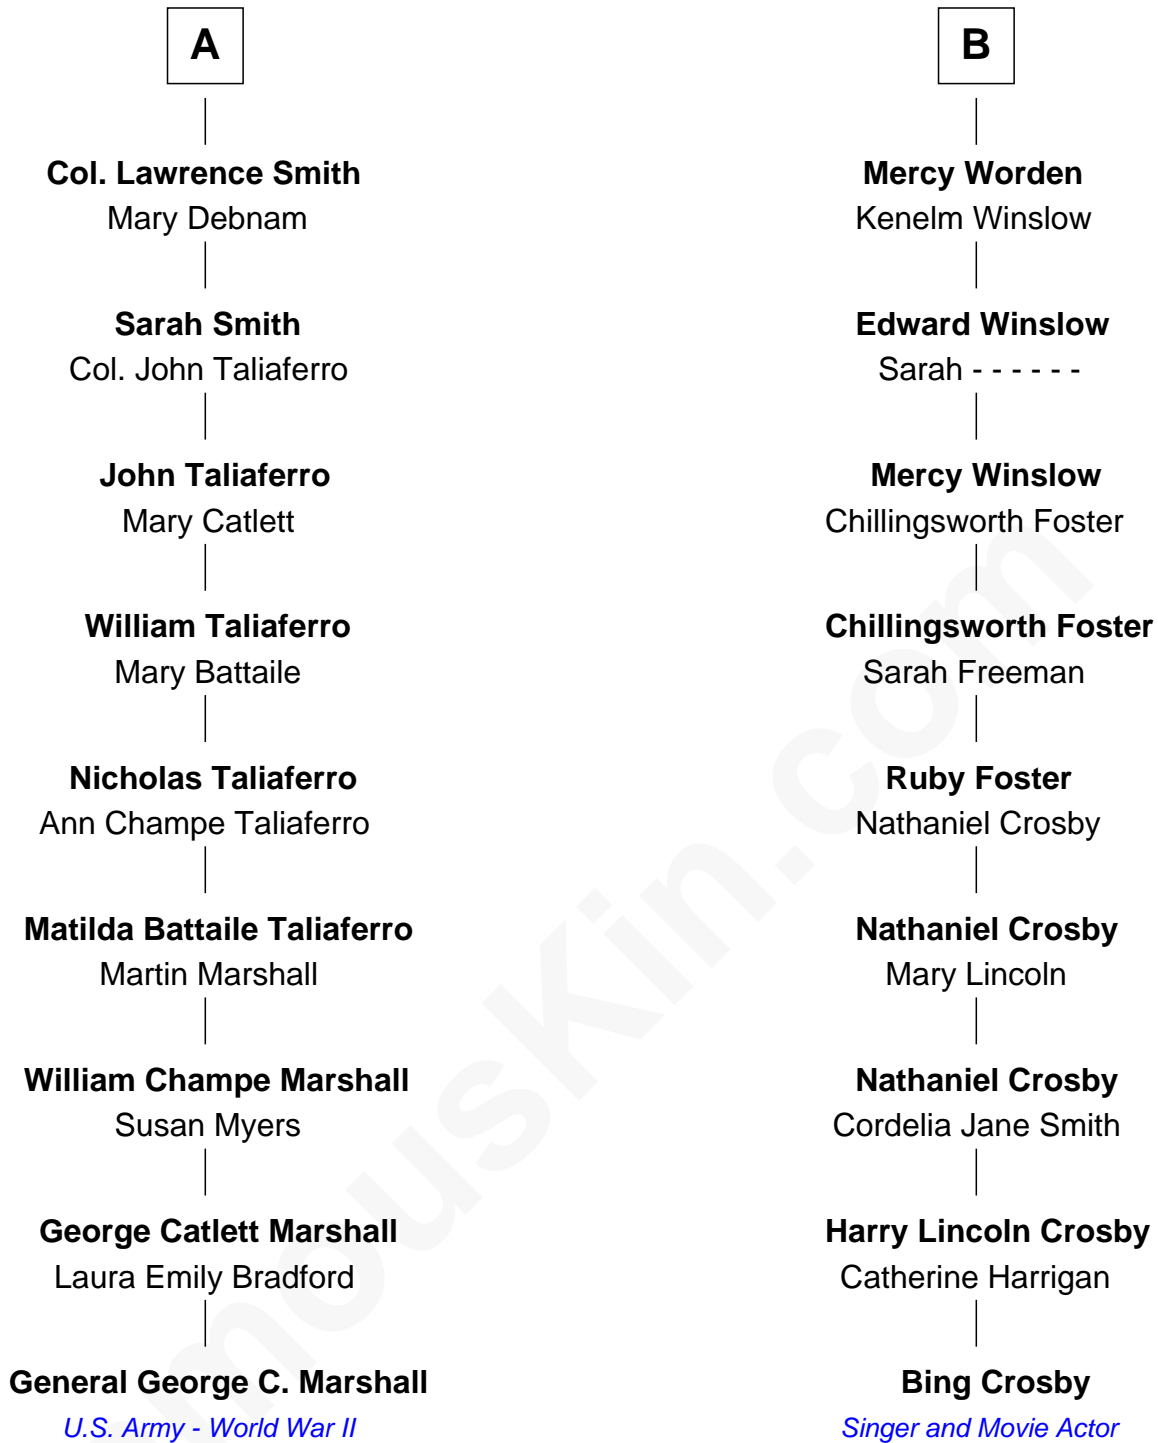 A
Col. Lawrence Smith
Mary Debnam
Sarah Smith
Col. John Taliaferro
John Taliaferro
Mary Catlett
William Taliaferro
Mary Battaile
Nicholas Taliaferro
Ann Champe Taliaferro
Matilda Battaile Taliaferro
Martin Marshall
William Champe Marshall
Susan Myers
George Catlett Marshall
Laura Emily Bradford
General George C. Marshall
U.S. Army - World War II
B
Mercy Worden
Kenelm Winslow
Edward Winslow
Sarah - - - - - -
Mercy Winslow
Chillingsworth Foster
Chillingsworth Foster
Sarah Freeman
Ruby Foster
Nathaniel Crosby
Nathaniel Crosby
Mary Lincoln
Nathaniel Crosby
Cordelia Jane Smith
Harry Lincoln Crosby
Catherine Harrigan
Bing Crosby
Singer and Movie Actor
mouskin.com